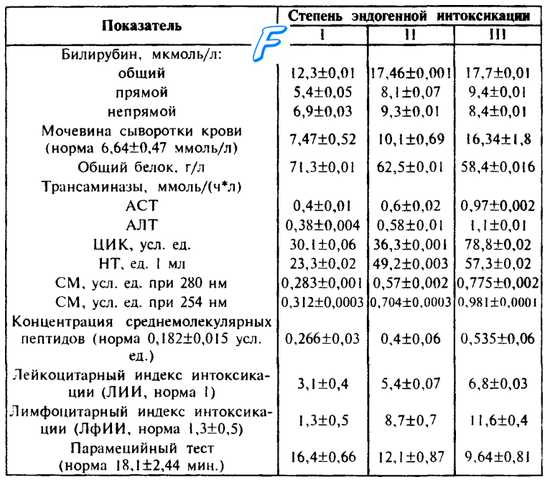 Показатель Степень эндогенной интоксикации
F I II III
Билирубин, мкмоль/л:
общий 12,3±0,01 17,46±0,001 17,7±0,01
прямой 5,4±0,05 8,1±0,07 9,4±0,01
непрямой 6,9±0,03 9,3±0,01 8,4±0,01
Мочевина сыворотки крови
(норма 6,64±0,47 ммоль/л) 7,47±0,52 10,1±0,69 16,34±1,8
Общий белок, г/л 71,3±0,01 62,5±0,01 58,4±0,016
Трансаминазы, ммоль/(ч*л)
АСТ 0,4±0,01 0,6±0,02 0,97±0,002
АЛТ 0,38±0,004 0,58±0,01 1,1±0,01
ЦИК, усл. ед. 30.1±0,06 36,3±0,001 78,8±0,02
НТ, ед. 1 мл 23,3±0,02 49,2±0,003 57,3±0,02
СМ, усл. ед. при 280 нм 0,283±0,001 0,57±0,002 0,775±0,002
СМ, усл. ед. при 254 нм 0,312±0,0003 0,704±0,0003 0,981±0,0001
Концентрация среднемолекулярных
пептидов (норма 0,182±0,015 усл. 0,266±0,03 0,4±0,06 0,535±0,06
ед.)
Лейкоцитарный индекс интоксика-
ции (ЛИИ, норма 1) 3,1±0,4 5,4±0,07 6,8±0,03
Лимфоцитарный индекс интоксика-
ции (ЛфИИ, норма 1,3±0,5) 1,3±0,5 8,7±0,7 11,6±0,4
Парамецийный тест
(норма 18,1±2,44 мин.) 16,4±0,66 12,1±0,87 9,64±0,81